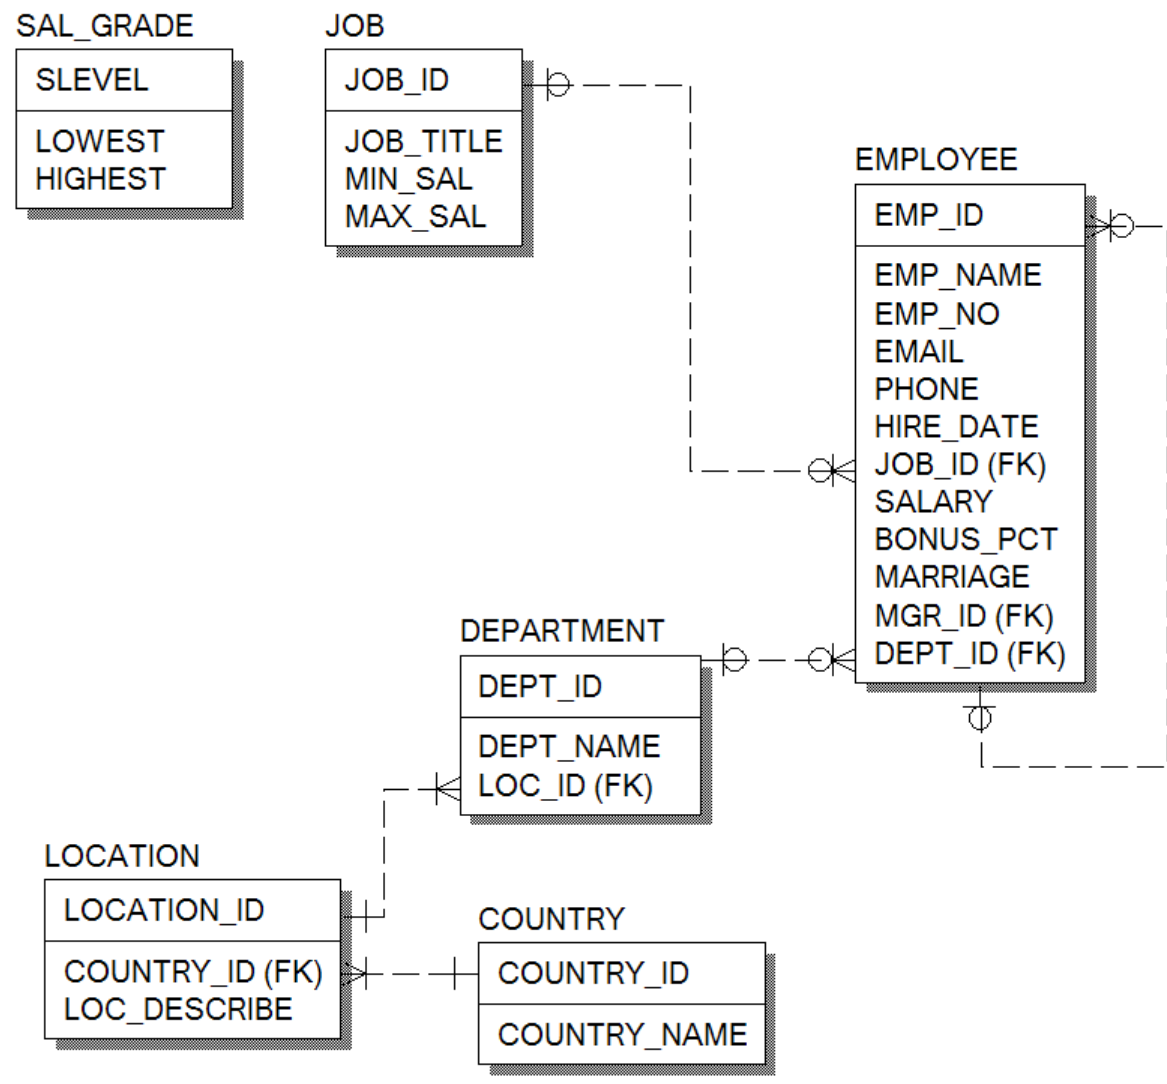 SAL_GRADE
SLEVEL
LOWEST
HIGHEST
JOB
JOB_ID
JOB_TITLE
MIN_SAL
MAX_SAL
EMPLOYEE
EMP_ID
EMP_NAME
EMP_NO
EMAIL
PHONE
HIRE_DATE
JOB_ID (FK)
SALARY
BONUS_PCT
MARRIAGE
MGR_ID (FK)
DEPT_ID (FK)
DEPARTMENT
DEPT_ID
DEPT_NAME
LOC_ID (FK)
LOCATION
LOCATION_ID
COUNTRY_ID (FK)
LOC_DESCRIBE
COUNTRY
COUNTRY_ID
COUNTRY_NAME